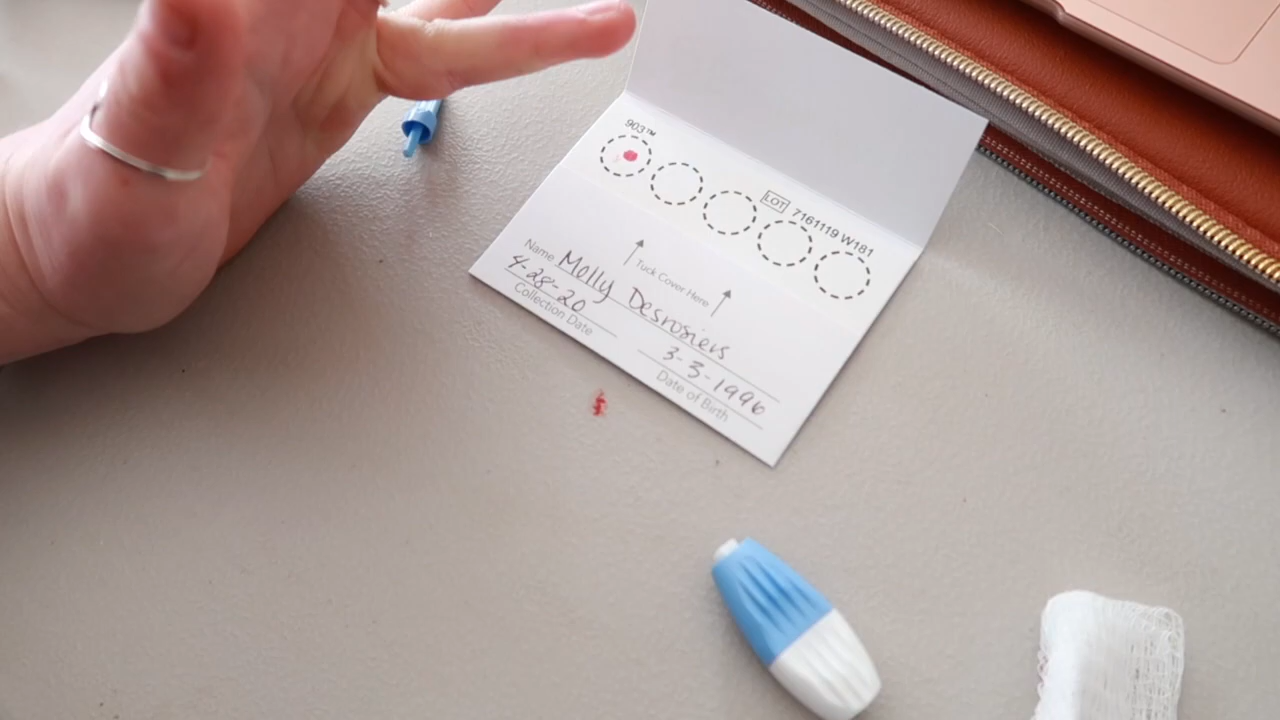 903™
LOT 7161119 W181
Tuck Cover Here
Name Molly Desrosiers
4-28-20
Collection Date
3-3-1996
Date of Birth